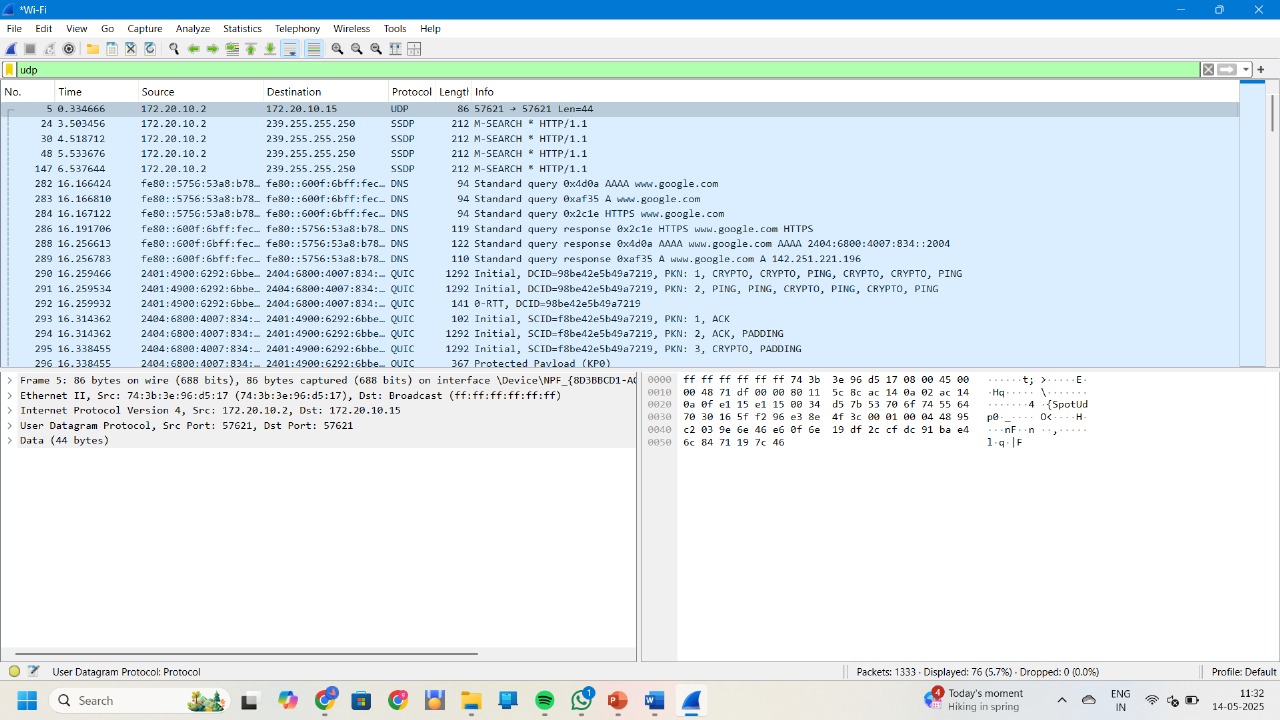 *Wi-Fi
File Edit View Go Capture Analyze Statistics Telephony Wireless Tools Help
udp
No. Time Source Destination Protocol Lengtl Info
5 0.334666 172.20.10.2 172.20.10.15 UDP 86 57621 → 57621 Len=44
24 3.503456 172.20.10.2 239.255.255.250 SSDP 212 M-SEARCH * HTTP/1.1
30 4.518712 172.20.10.2 239.255.255.250 SSDP 212 M-SEARCH * HTTP/1.1
48 5.533676 172.20.10.2 239.255.255.250 SSDP 212 M-SEARCH * HTTP/1.1
147 6.537644 172.20.10.2 239.255.255.250 SSDP 212 M-SEARCH * HTTP/1.1
282 16.166424 fe80::5756:53a8:b78… fe80::600f:6bff:fec… DNS 94 Standard query 0x4d0a AAAA www.google.com
283 16.166810 fe80::5756:53a8:b78… fe80::600f:6bff:fec… DNS 94 Standard query 0xaf35 A www.google.com
284 16.167122 fe80::5756:53a8:b78… fe80::600f:6bff:fec… DNS 94 Standard query 0x2c1e HTTPS www.google.com
286 16.191706 fe80::600f:6bff:fec… fe80::5756:53a8:b78… DNS 119 Standard query response 0x2c1e HTTPS www.google.com HTTPS
288 16.256613 fe80::600f:6bff:fec… fe80::5756:53a8:b78… DNS 122 Standard query response 0x4d0a AAAA www.google.com AAAA 2404:6800:4007:834::2004
289 16.256783 fe80::600f:6bff:fec… fe80::5756:53a8:b78… DNS 110 Standard query response 0xaf35 A www.google.com A 142.251.221.196
290 16.259466 2401:4900:6292:6bbe… 2404:6800:4007:834:… QUIC 1292 Initial, DCID=98be42e5b49a7219, PKN: 1, CRYPTO, CRYPTO, PING, CRYPTO, CRYPTO, PING
291 16.259534 2401:4900:6292:6bbe… 2404:6800:4007:834:… QUIC 1292 Initial, DCID=98be42e5b49a7219, PKN: 2, PING, PING, CRYPTO, PING, CRYPTO, PING
292 16.259932 2401:4900:6292:6bbe… 2404:6800:4007:834:… QUIC 141 0-RTT, DCID=98be42e5b49a7219
293 16.314362 2404:6800:4007:834:… 2401:4900:6292:6bbe… QUIC 102 Initial, SCID=f8be42e5b49a7219, PKN: 1, ACK
294 16.314362 2404:6800:4007:834:… 2401:4900:6292:6bbe… QUIC 1292 Initial, SCID=f8be42e5b49a7219, PKN: 2, ACK, PADDING
295 16.338455 2404:6800:4007:834:… 2401:4900:6292:6bbe… QUIC 1292 Initial, SCID=f8be42e5b49a7219, PKN: 3, CRYPTO, PADDING
296 16.338455 2404:6800:4007:834:… 2401:4900:6292:6bbe… QUIC 367 Protected Payload (KP0)
Frame 5: 86 bytes on wire (688 bits), 86 bytes captured (688 bits) on interface \Device\NPF_{8D3BBCD1-A
Ethernet II, Src: 74:3b:3e:96:d5:17 (74:3b:3e:96:d5:17), Dst: Broadcast (ff:ff:ff:ff:ff:ff)
Internet Protocol Version 4, Src: 172.20.10.2, Dst: 172.20.10.15
User Datagram Protocol, Src Port: 57621, Dst Port: 57621
Data (44 bytes)
0000 ff ff ff ff ff ff 74 3b 3e 96 d5 17 08 00 45 00 ······t; >·····E·
0010 00 48 71 df 00 00 80 11 5c 8c ac 14 0a 02 ac 14 ·Hq····· \·······
0020 0a 0f e1 15 e1 15 00 34 d5 7b 53 70 6f 74 55 64 ·······4 ·{SpotUd
0030 70 30 16 5f f2 96 e3 8e 4f 3c 00 01 00 04 48 95 p0·_···· O<····H·
0040 c2 03 9e 6e 46 e6 0f 6e 19 df 2c cf dc 91 ba e4 ···nF··n ··,·····
0050 6c 84 71 19 7c 46 l·q·|F
User Datagram Protocol: Protocol
Packets: 1333 · Displayed: 76 (5.7%) · Dropped: 0 (0.0%)
Profile: Default
Search
1
4
Today's moment
Hiking in spring
ENG
IN
11:32
14-05-2025